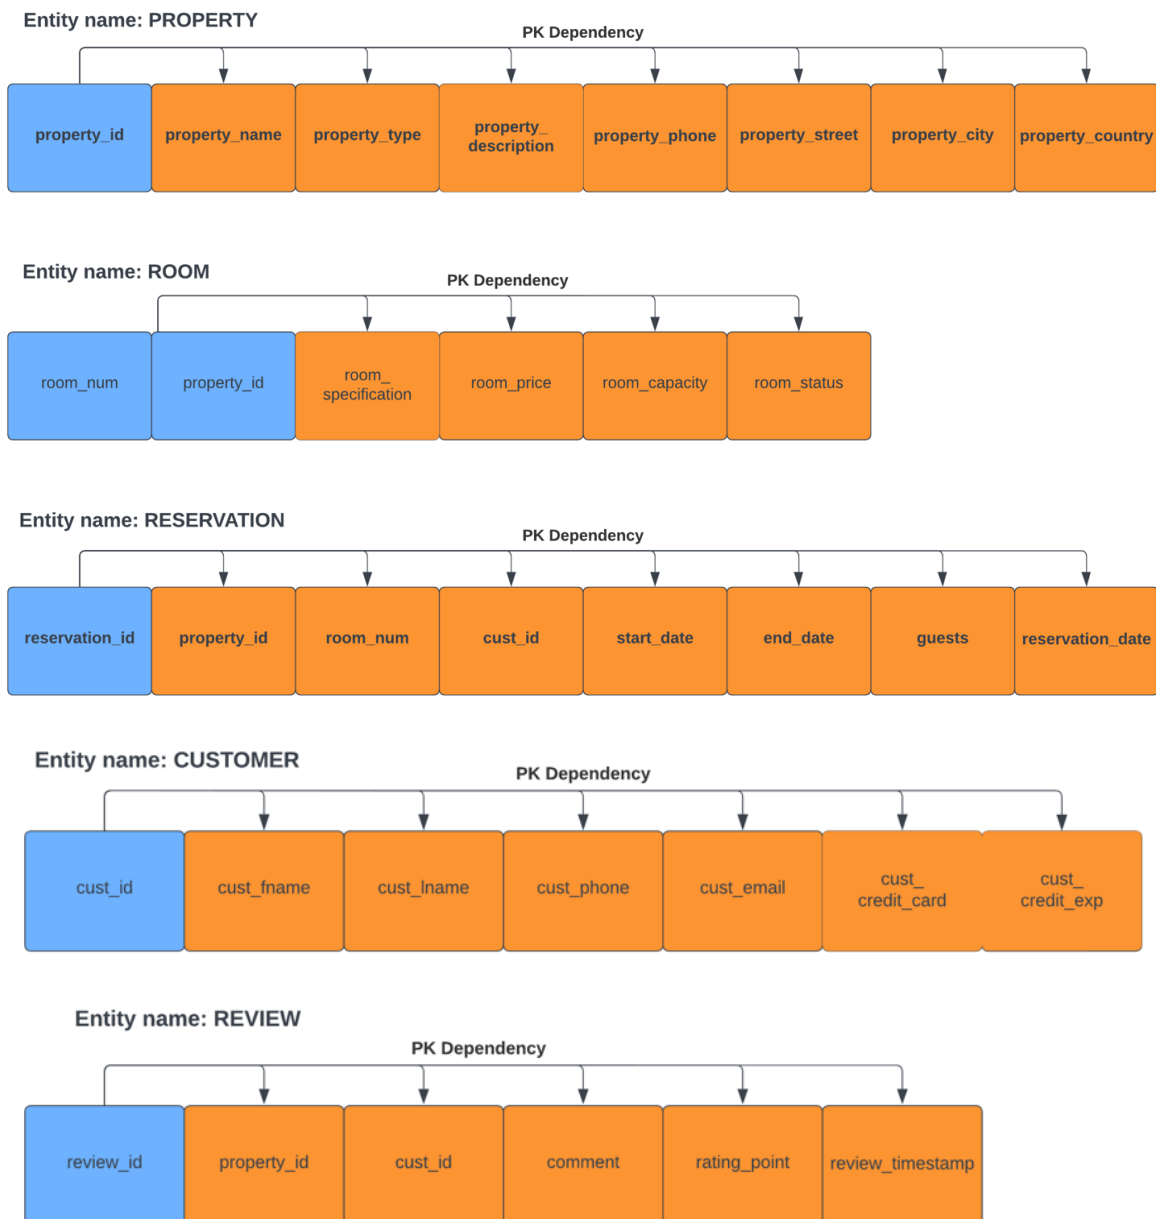 Entity name: PROPERTY
PK Dependency
property_id
property_name
property_type
property_
description
property_phone
property_street
property_city
property_country
Entity name: ROOM
PK Dependency
room_num
property_id
room_
specification
room_price
room_capacity
room_status
Entity name: RESERVATION
PK Dependency
reservation_id
property_id
room_num
cust_id
start_date
end_date
guests
reservation_date
Entity name: CUSTOMER
PK Dependency
cust_id
cust_fname
cust_lname
cust_phone
cust_email
cust_
credit_card
cust_
credit_exp
Entity name: REVIEW
PK Dependency
review_id
property_id
cust_id
comment
rating_point
review_timestamp